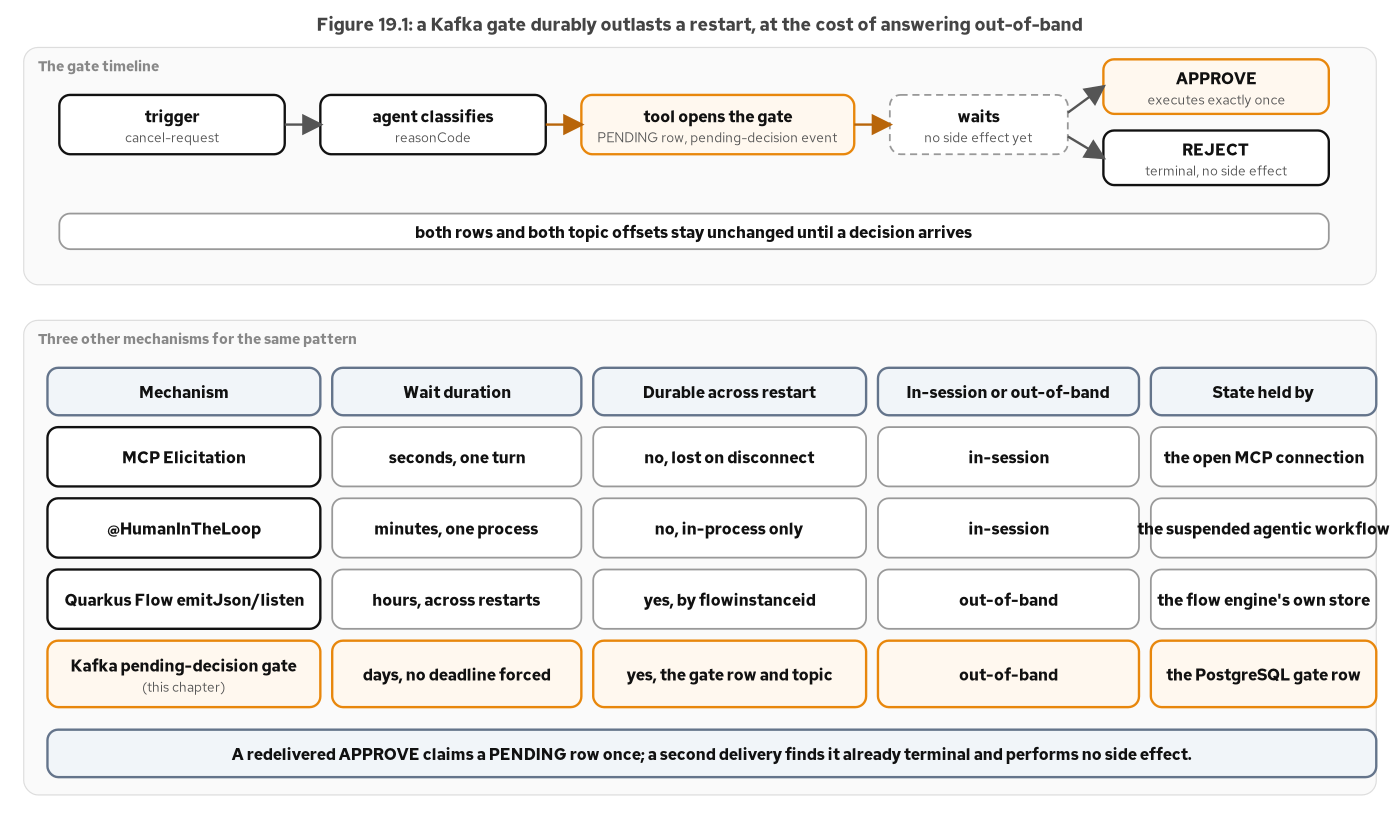 Figure 19.1: a Kafka gate durably outlasts a restart, at the cost of answering out-of-band
The gate timeline
trigger
cancel-request
agent classifies
reasonCode
tool opens the gate
PENDING row, pending-decision event
waits
no side effect yet
APPROVE
executes exactly once
REJECT
terminal, no side effect
both rows and both topic offsets stay unchanged until a decision arrives
Three other mechanisms for the same pattern
Mechanism
Wait duration
Durable across restart
In-session or out-of-band
State held by
MCP Elicitation
seconds, one turn
no, lost on disconnect
in-session
the open MCP connection
@HumanInTheLoop
minutes, one process
no, in-process only
in-session
the suspended agentic workflow
Quarkus Flow emitJson/listen
hours, across restarts
yes, by flowinstanceid
out-of-band
the flow engine's own store
Kafka pending-decision gate
(this chapter)
days, no deadline forced
yes, the gate row and topic
out-of-band
the PostgreSQL gate row
A redelivered APPROVE claims a PENDING row once; a second delivery finds it already terminal and performs no side effect.